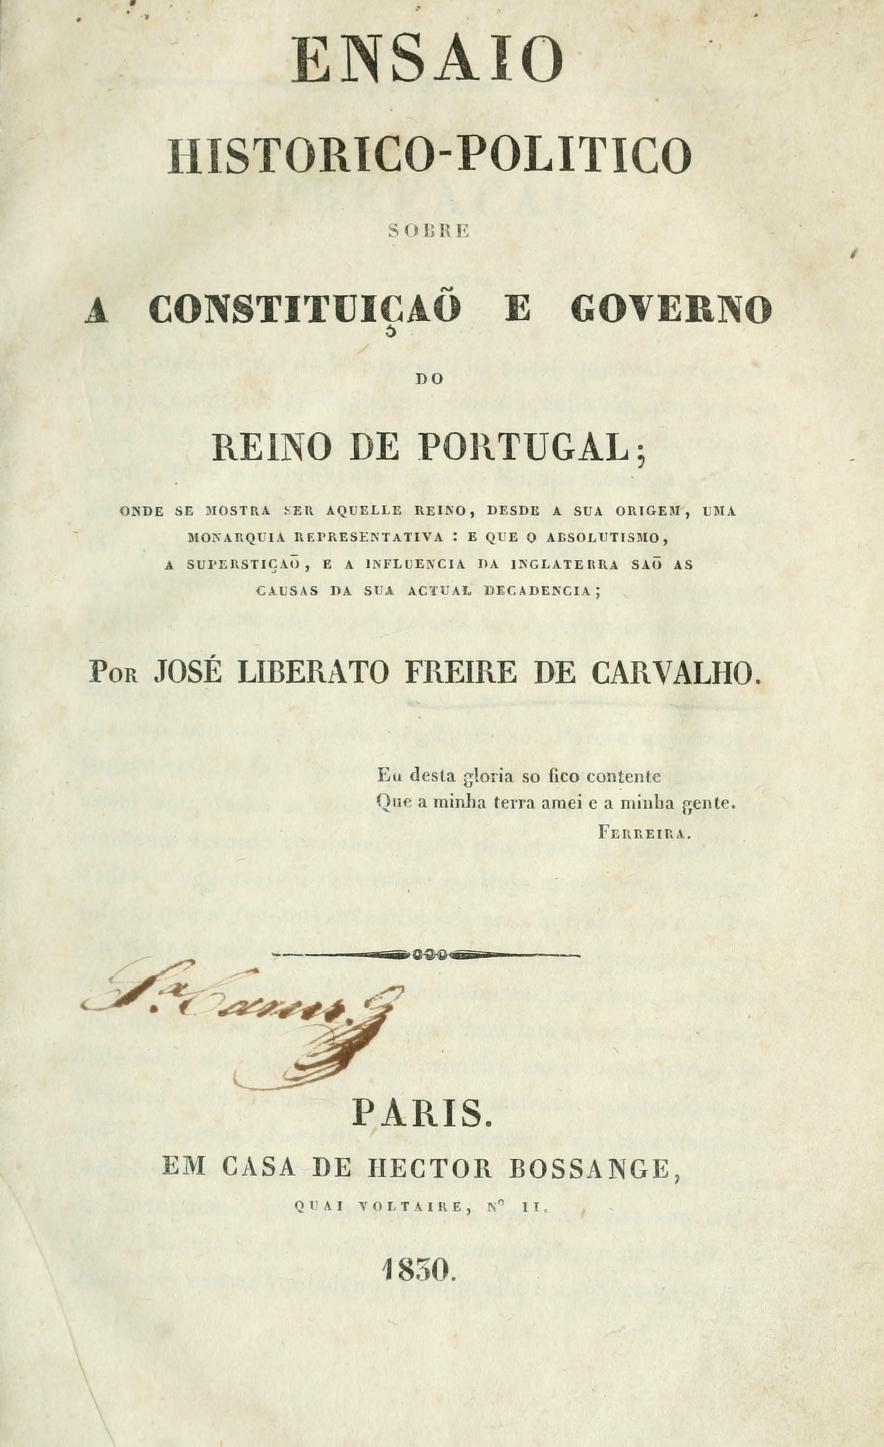 ENSAIO
HISTORICO-POLITICO
SOBRE
A CONSTITUIÇAÕ E GOVERNO
DO
REINO DE PORTUGAL;
ONDE SE MOSTRA SER AQUELLE REINO, DESDE A SUA ORIGEM, UMA
MONARQUIA REPRESENTATIVA : E QUE O ABSOLUTISMO,
A SUPERSTIÇAÕ, E A INFLUENCIA DA INGLATERRA SAÕ AS
CAUSAS DA SUA ACTUAL DECADENCIA;
POR JOSÉ LIBERATO FREIRE DE CARVALHO.
Eu desta gloria so fico contente
Que a minha terra amei e a minha gente.
FERREIRA.
PARIS.
EM CASA DE HECTOR BOSSANGE,
QUAI VOLTAIRE, Nº 11.
1830.